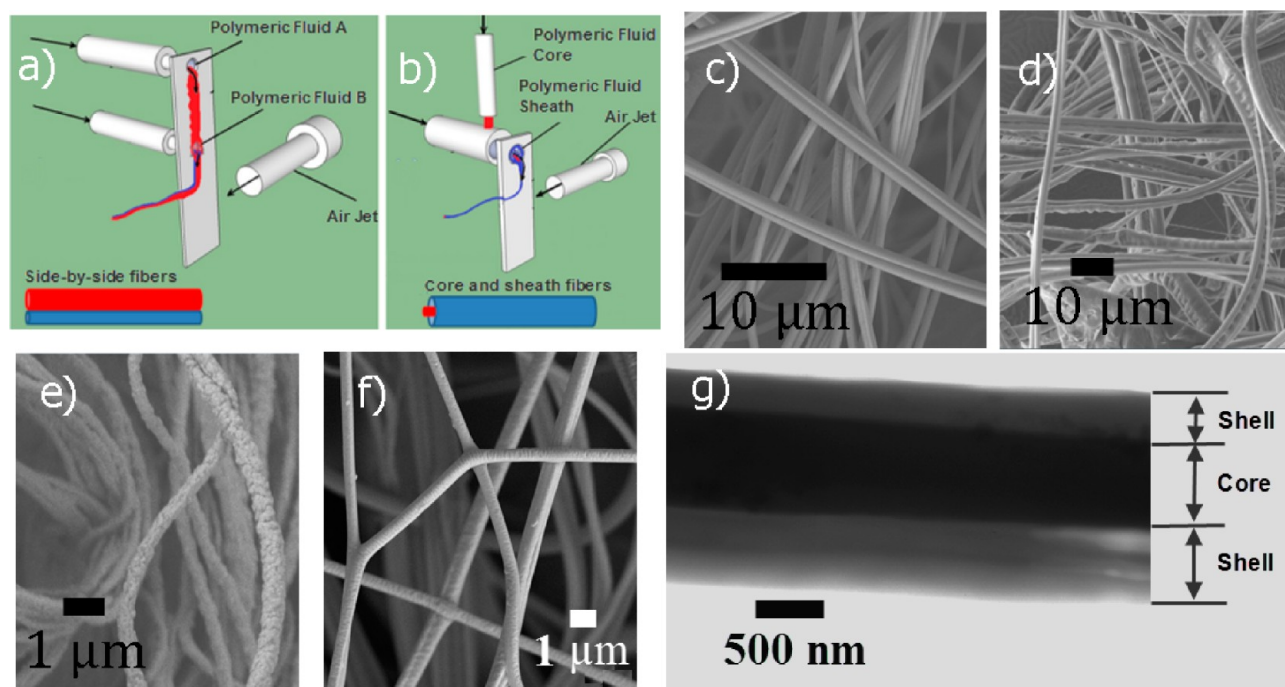 a)
Polymeric Fluid A
Polymeric Fluid B
Air Jet
Side-by-side fibers
b)
Polymeric Fluid
Core
Polymeric Fluid
Sheath
Air Jet
Core and sheath fibers
c)
10 μm
d)
10 μm
e)
1 μm
f)
1 μm
g)
Shell
Core
Shell
500 nm